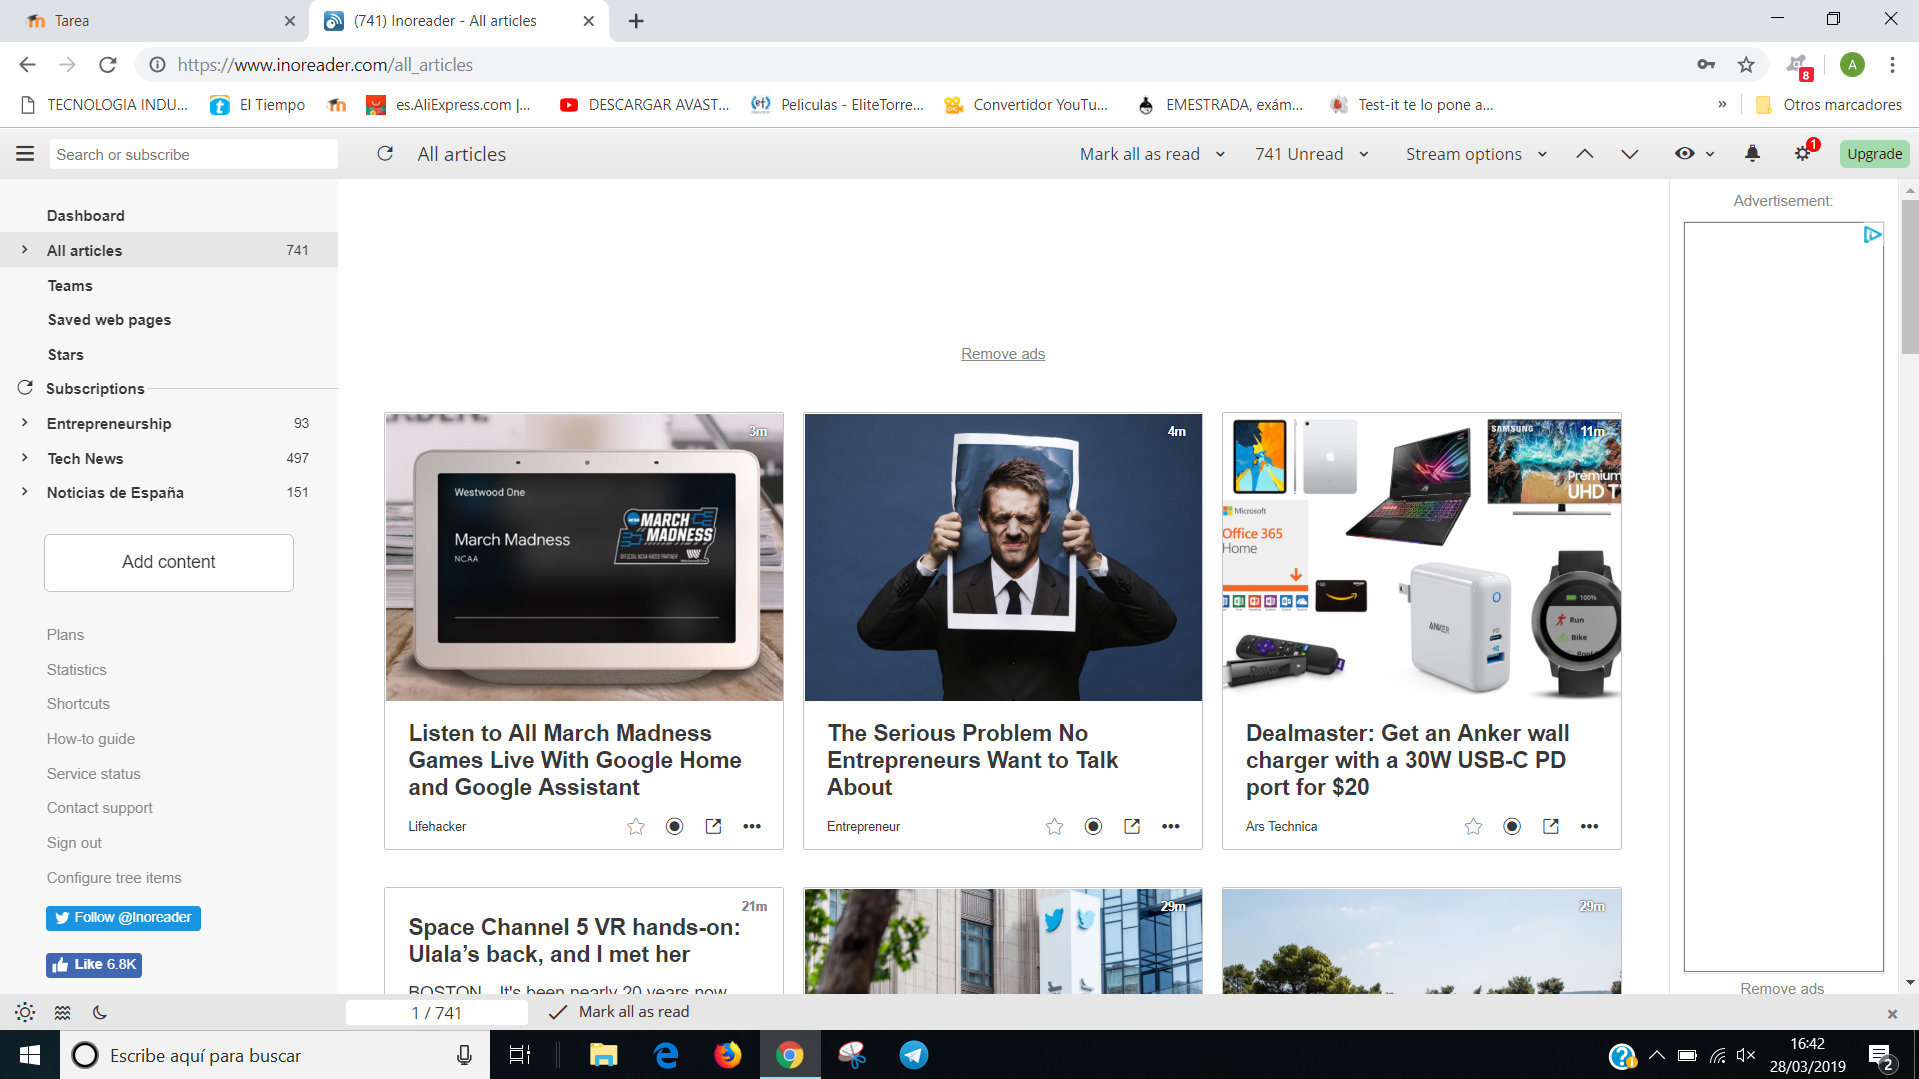 Tarea
(741) Inoreader - All articles
https://www.inoreader.com/all_articles
8
A
TECNOLOGIA INDU...
El Tiempo
es.AliExpress.com |...
DESCARGAR AVAST...
Peliculas - EliteTorre...
Convertidor YouTu...
EMESTRADA, exám...
Test-it te lo pone a...
»
Otros marcadores
Search or subscribe
All articles
Mark all as read
741 Unread
Stream options
1
Upgrade
Dashboard
All articles 741
Teams
Saved web pages
Stars
Subscriptions
Entrepreneurship 93
Tech News 497
Noticias de España 151
Add content
Plans
Statistics
Shortcuts
How-to guide
Service status
Contact support
Sign out
Configure tree items
Follow @Inoreader
Like 6.8K
Remove ads
3m
Westwood One
March Madness
NCAA
MARCH
MADNESS
Listen to All March Madness
Games Live With Google Home
and Google Assistant
Lifehacker
4m
The Serious Problem No
Entrepreneurs Want to Talk
About
Entrepreneur
11m
SAMSUNG
Premium
UHD T
Microsoft
Office 365
Home
amazon
ANKER
PD
100%
Run
Bike
Roku
Dealmaster: Get an Anker wall
charger with a 30W USB-C PD
port for $20
Ars Technica
21m
Space Channel 5 VR hands-on:
Ulala’s back, and I met her
BOSTON—It's been nearly 20 years now
29m
29m
Advertisement:
Remove ads
1 / 741
Mark all as read
Escribe aquí para buscar
16:42
28/03/2019
2